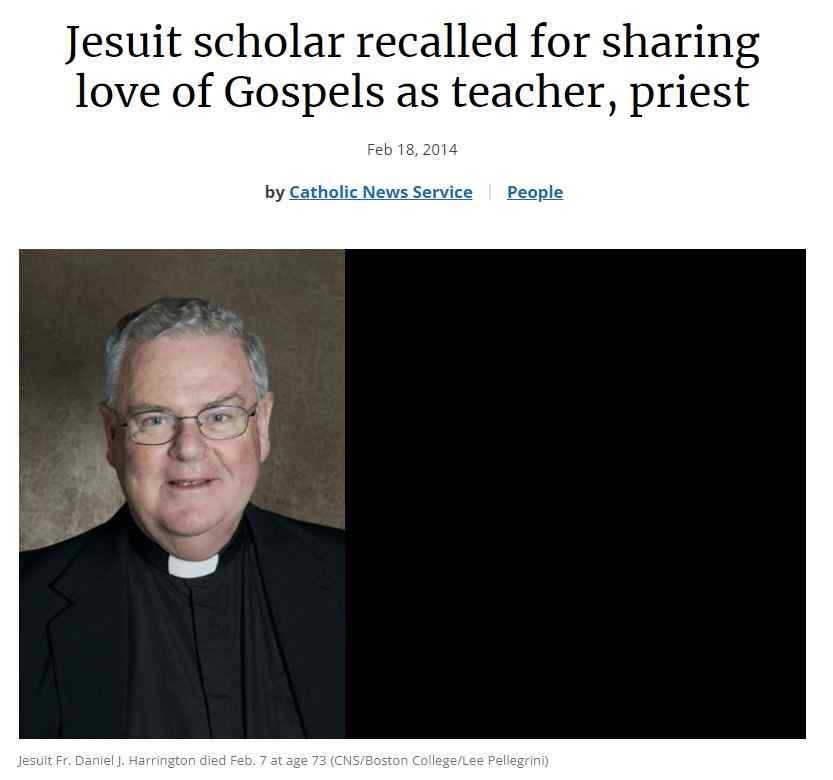 Jesuit scholar recalled for sharing
love of Gospels as teacher, priest
Feb 18, 2014
by Catholic News Service | People
Jesuit Fr. Daniel J. Harrington died Feb. 7 at age 73 (CNS/Boston College/Lee Pellegrini)